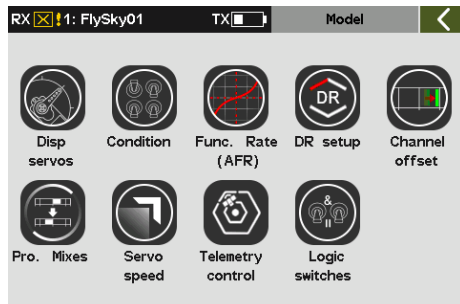 RX !1: FlySky01 TX Model
Disp servos
Condition
Func. Rate (AFR)
DR
DR setup
Channel offset
Pro. Mixes
Servo speed
Telemetry control
&
II
Logic switches